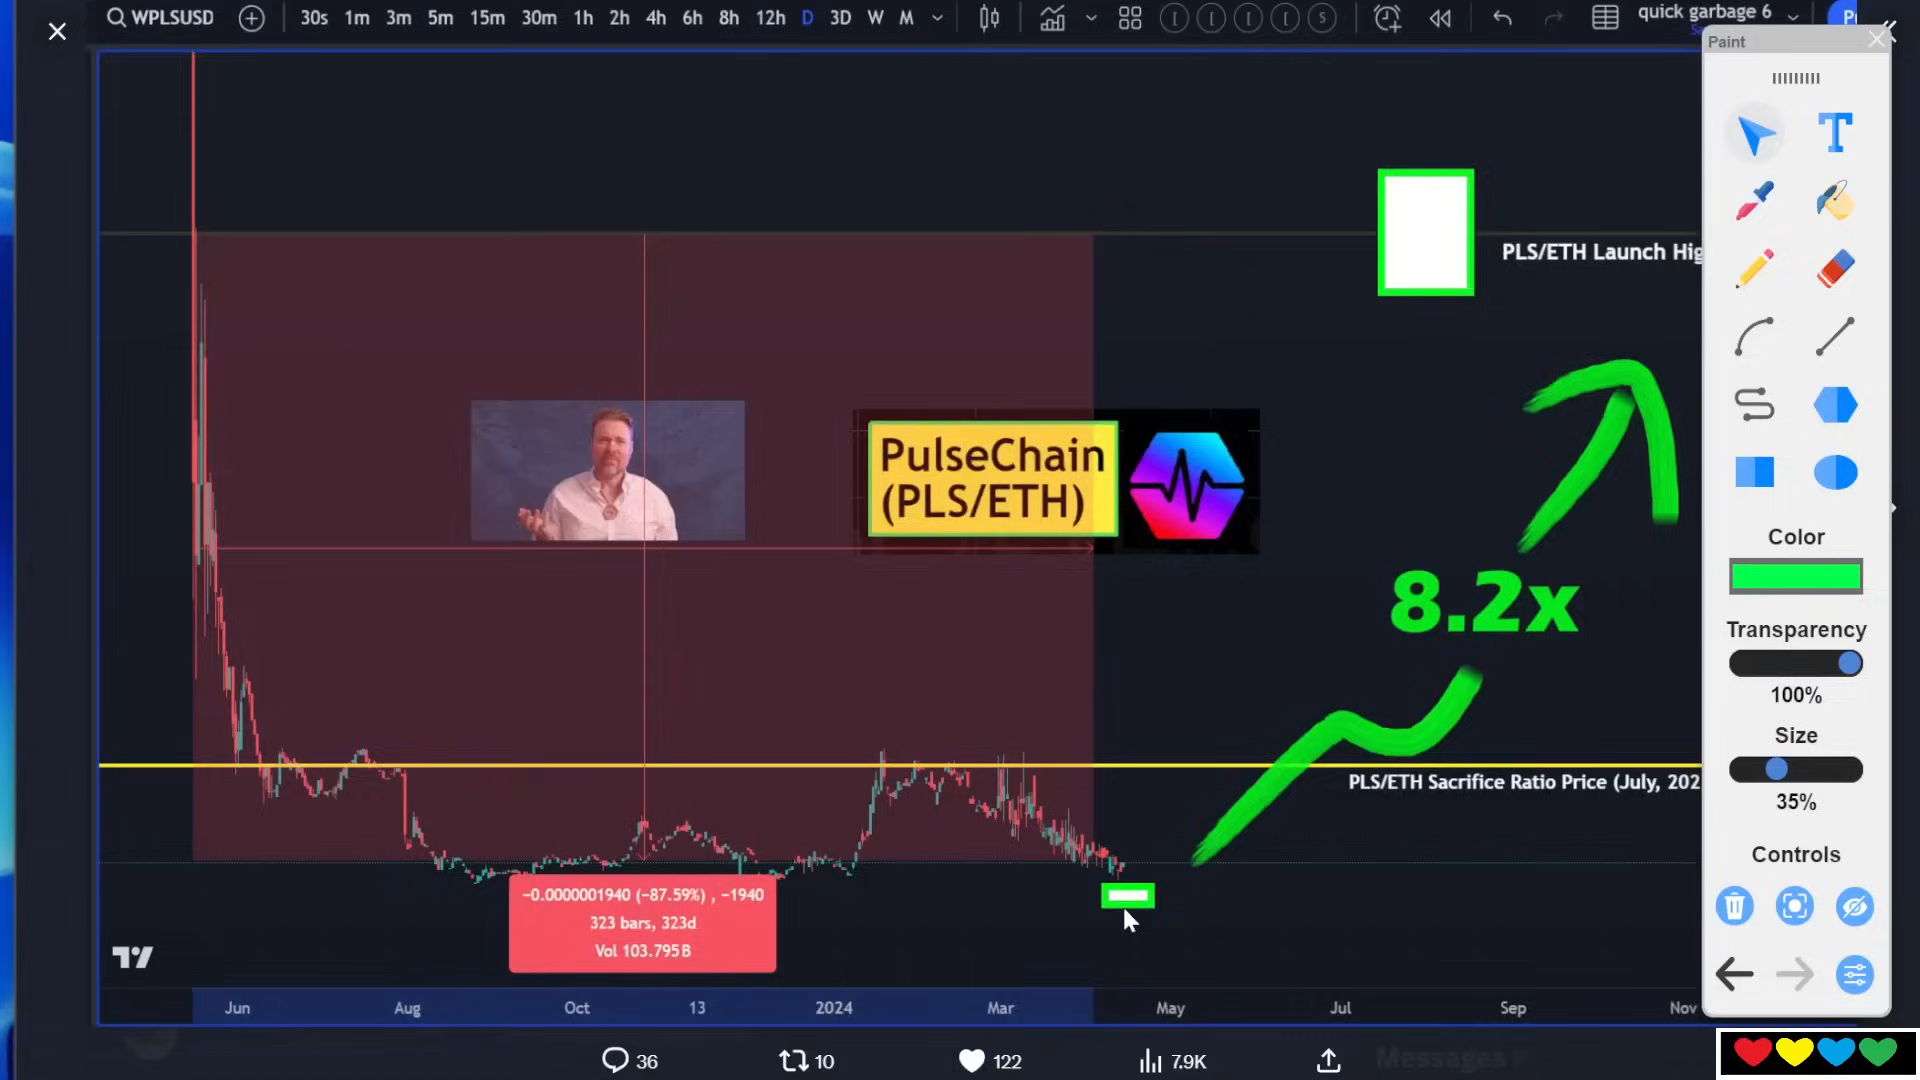 WPLSUSD
30s 1m 3m 5m 15m 30m 1h 2h 4h 6h 8h 12h D 3D W M
S
quick garbage 6
Paint
PLS/ETH Launch Hig
PulseChain
(PLS/ETH)
8.2x
Color
Transparency
100%
Size
35%
Controls
PLS/ETH Sacrifice Ratio Price (July, 202
−0.0000001940 (−87.59%) , −1940
323 bars, 323d
Vol 103.795B
Jun Aug Oct 13 2024 Mar May Jul Sep Nov
36 10 122 7.9K
Messages